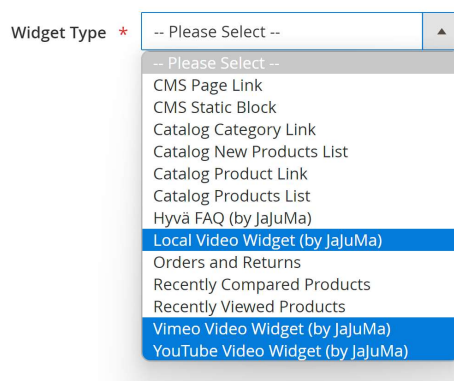 Widget Type *
-- Please Select --
-- Please Select --
CMS Page Link
CMS Static Block
Catalog Category Link
Catalog New Products List
Catalog Product Link
Catalog Products List
Hyvä FAQ (by JaJuMa)
Local Video Widget (by JaJuMa)
Orders and Returns
Recently Compared Products
Recently Viewed Products
Vimeo Video Widget (by JaJuMa)
YouTube Video Widget (by JaJuMa)